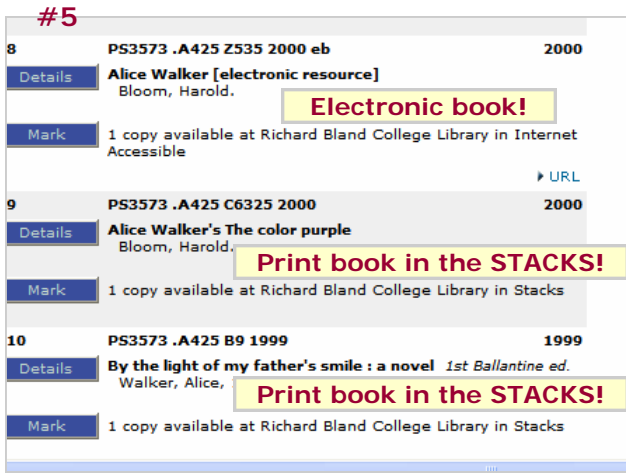 #5
8 PS3573 .A425 Z535 2000 eb 2000
Details Alice Walker [electronic resource]
Bloom, Harold.
Electronic book!
Mark 1 copy available at Richard Bland College Library in Internet
Accessible
URL
9 PS3573 .A425 C6325 2000 2000
Details Alice Walker's The color purple
Bloom, Harold.
Print book in the STACKS!
Mark 1 copy available at Richard Bland College Library in Stacks
10 PS3573 .A425 B9 1999 1999
Details By the light of my father's smile : a novel 1st Ballantine ed.
Walker, Alice,
Print book in the STACKS!
Mark 1 copy available at Richard Bland College Library in Stacks